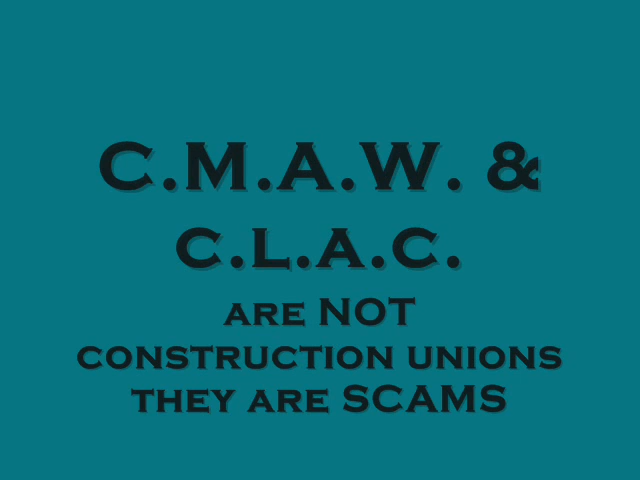 C.M.A.W. &
C.L.A.C.
ARE NOT
CONSTRUCTION UNIONS
THEY ARE SCAMS